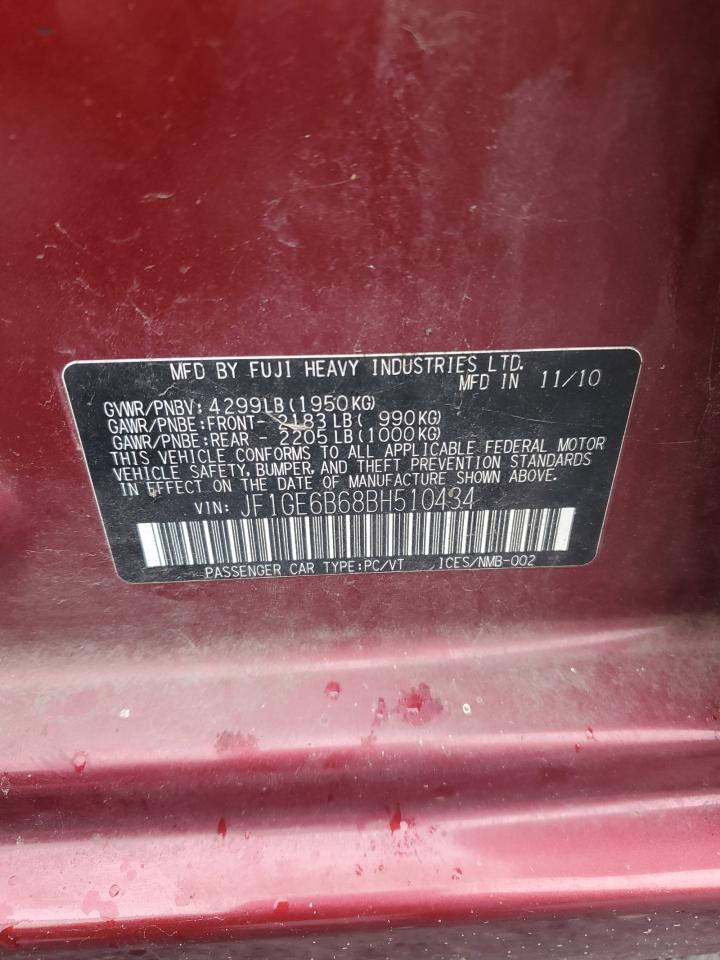 MFD BY FUJI HEAVY INDUSTRIES LTD.
MFD IN 11/10
GVWR/PNBV: 4299LB(1950KG)
GAWR/PNBE:FRONT- 2183 LB( 990KG)
GAWR/PNBE:REAR - 2205 LB(1000KG)
THIS VEHICLE CONFORMS TO ALL APPLICABLE FEDERAL MOTOR
VEHICLE SAFETY, BUMPER, AND THEFT PREVENTION STANDARDS
IN EFFECT ON THE DATE OF MANUFACTURE SHOWN ABOVE.
VIN: JF1GE6B68BH510434
PASSENGER CAR TYPE:PC/VT ICES/NMB-002